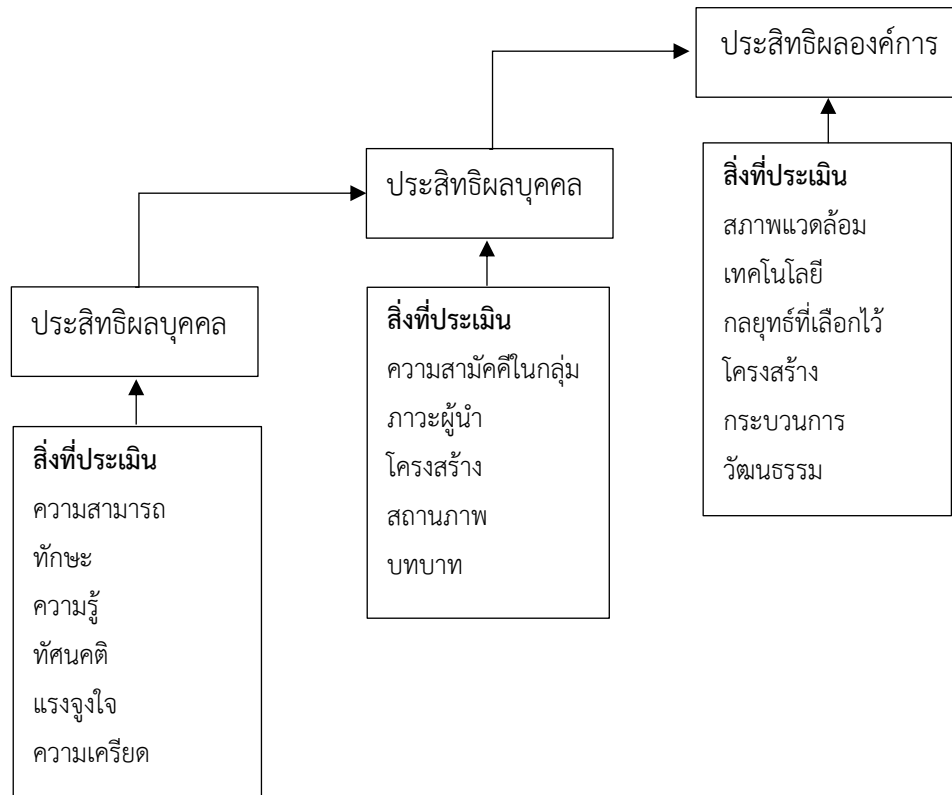 ประสิทธิผลองค์การ
สิ่งที่ประเมิน
สภาพแวดล้อม
เทคโนโลยี
กลยุทธ์ที่เลือกไว้
โครงสร้าง
กระบวนการ
วัฒนธรรม
ประสิทธิผลบุคคล
สิ่งที่ประเมิน
ความสามัคคีในกลุ่ม
ภาวะผู้นำ
โครงสร้าง
สถานภาพ
บทบาท
ประสิทธิผลบุคคล
สิ่งที่ประเมิน
ความสามารถ
ทักษะ
ความรู้
ทัศนคติ
แรงจูงใจ
ความเครียด